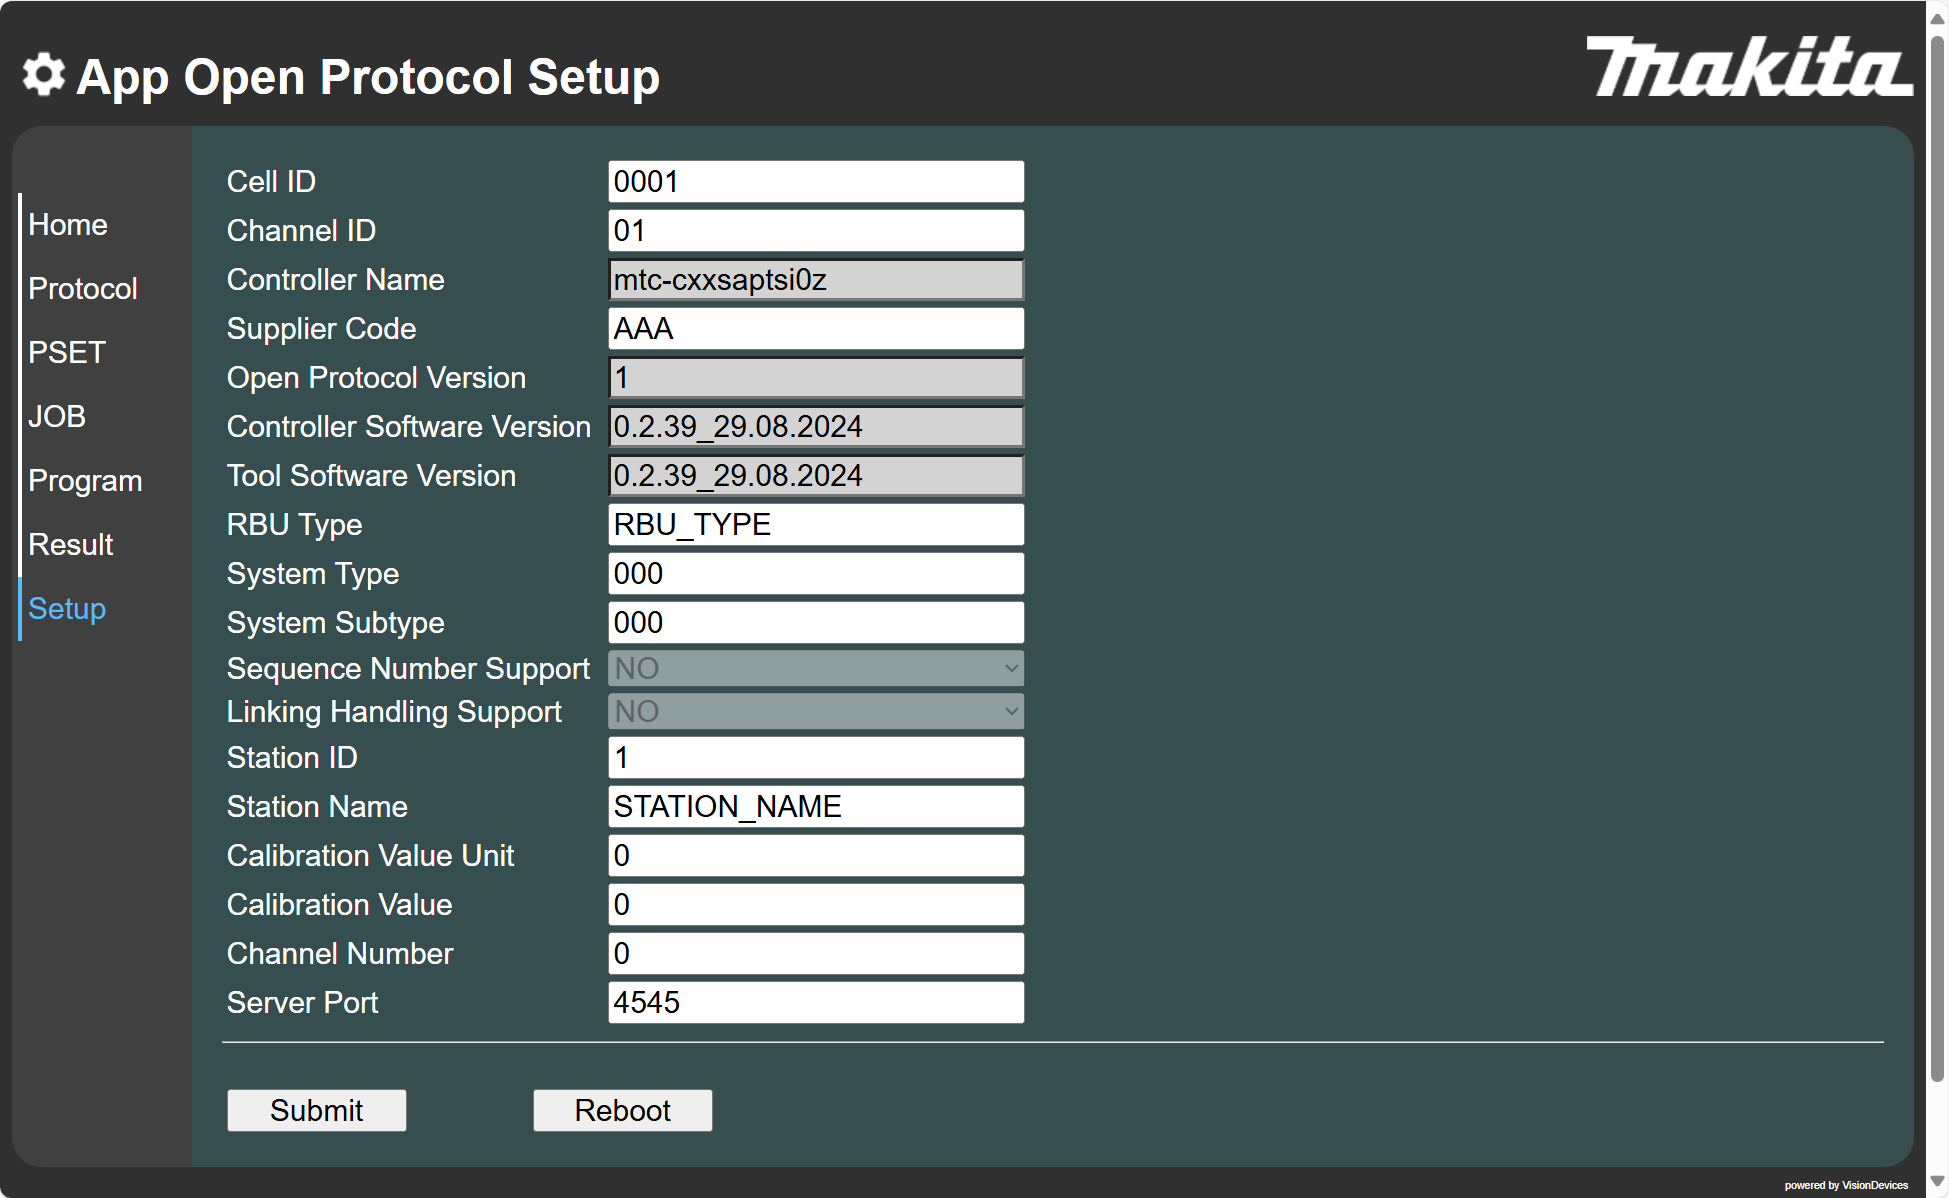 App Open Protocol Setup
Makita
Home
Protocol
PSET
JOB
Program
Result
Setup
Cell ID 0001
Channel ID 01
Controller Name mtc-cxxsaptsi0z
Supplier Code AAA
Open Protocol Version 1
Controller Software Version 0.2.39_29.08.2024
Tool Software Version 0.2.39_29.08.2024
RBU Type RBU_TYPE
System Type 000
System Subtype 000
Sequence Number Support NO
Linking Handling Support NO
Station ID 1
Station Name STATION_NAME
Calibration Value Unit 0
Calibration Value 0
Channel Number 0
Server Port 4545
Submit Reboot
powered by VisionDevices